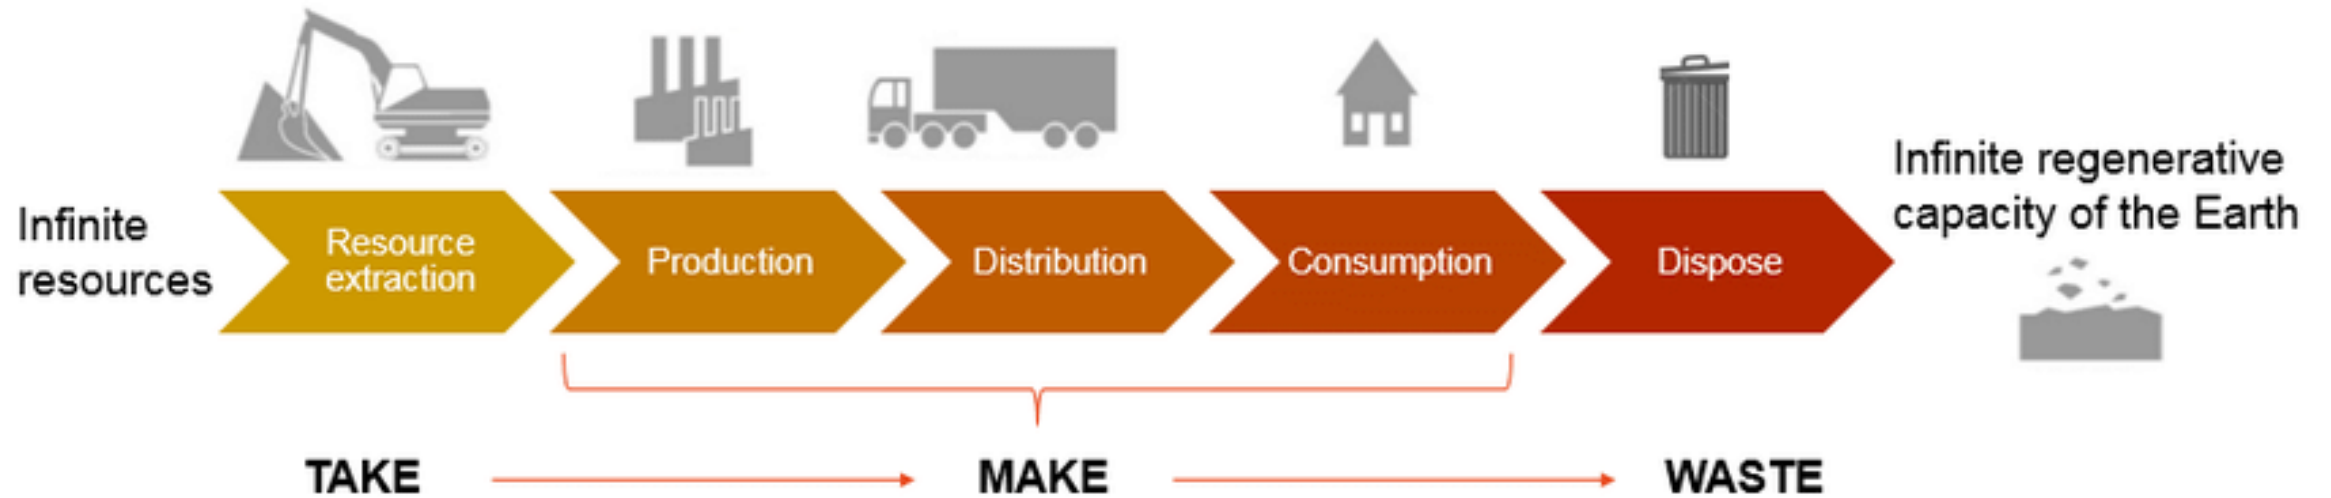 Infinite
resources
Resource
extraction
Production
Distribution
Consumption
Dispose
Infinite regenerative
capacity of the Earth
TAKE
MAKE
WASTE